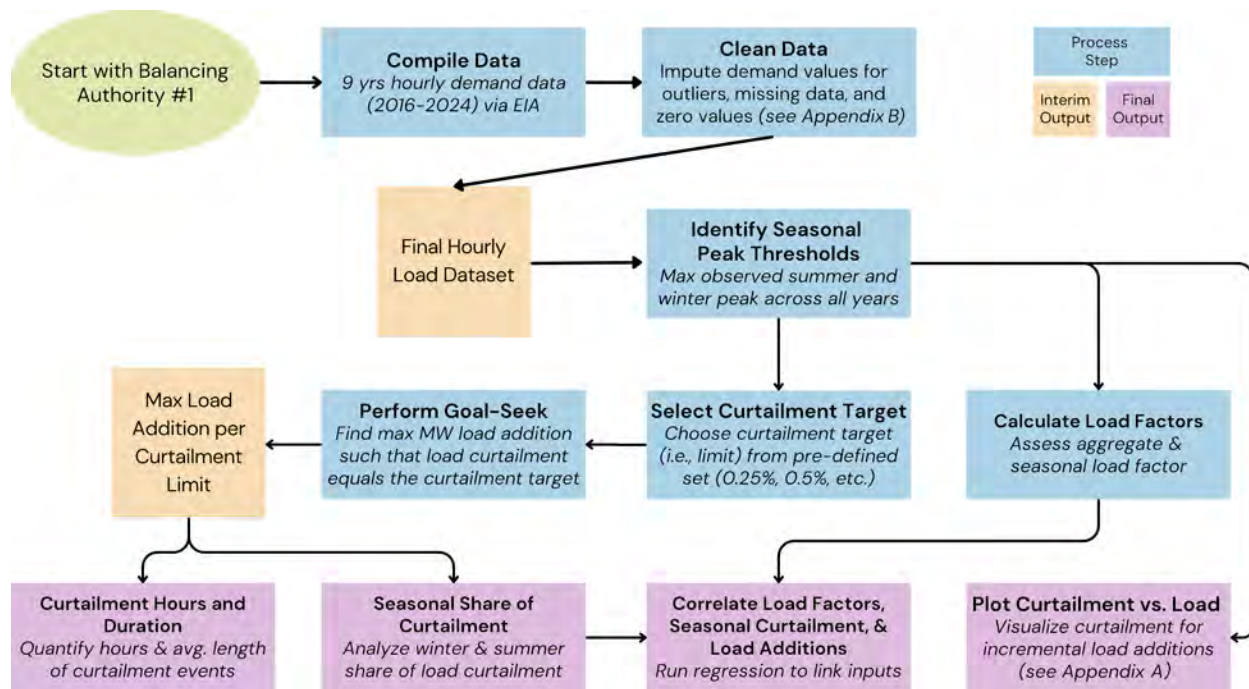 Start with Balancing
Authority #1
Compile Data
9 yrs hourly demand data
(2016-2024) via EIA
Clean Data
Impute demand values for
outliers, missing data, and
zero values (see Appendix B)
Process
Step
Interim
Output
Final
Output
Final Hourly
Load Dataset
Identify Seasonal
Peak Thresholds
Max observed summer and
winter peak across all years
Max Load
Addition per
Curtailment
Limit
Perform Goal-Seek
Find max MW load addition
such that load curtailment
equals the curtailment target
Select Curtailment Target
Choose curtailment target
(i.e., limit) from pre-defined
set (0.25%, 0.5%, etc.)
Calculate Load Factors
Assess aggregate &
seasonal load factor
Curtailment Hours and
Duration
Quantify hours & avg. length
of curtailment events
Seasonal Share of
Curtailment
Analyze winter & summer
share of load curtailment
Correlate Load Factors,
Seasonal Curtailment, &
Load Additions
Run regression to link inputs
Plot Curtailment vs. Load
Visualize curtailment for
incremental load additions
(see Appendix A)